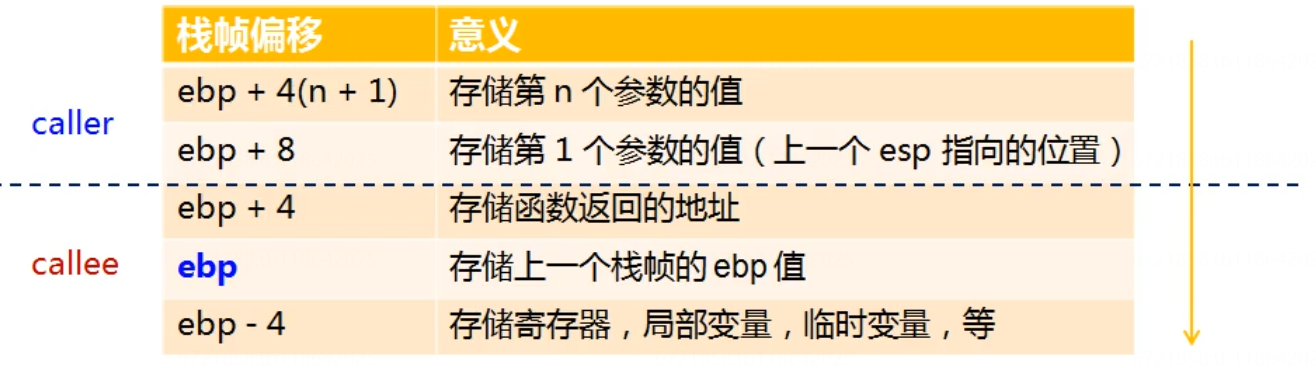 栈帧偏移 意义
ebp + 4(n + 1) 存储第 n 个参数的值
caller
ebp + 8 存储第 1 个参数的值（上一个 esp 指向的位置）
ebp + 4 存储函数返回的地址
callee
ebp 存储上一个栈帧的 ebp 值
ebp - 4 存储寄存器，局部变量，临时变量，等